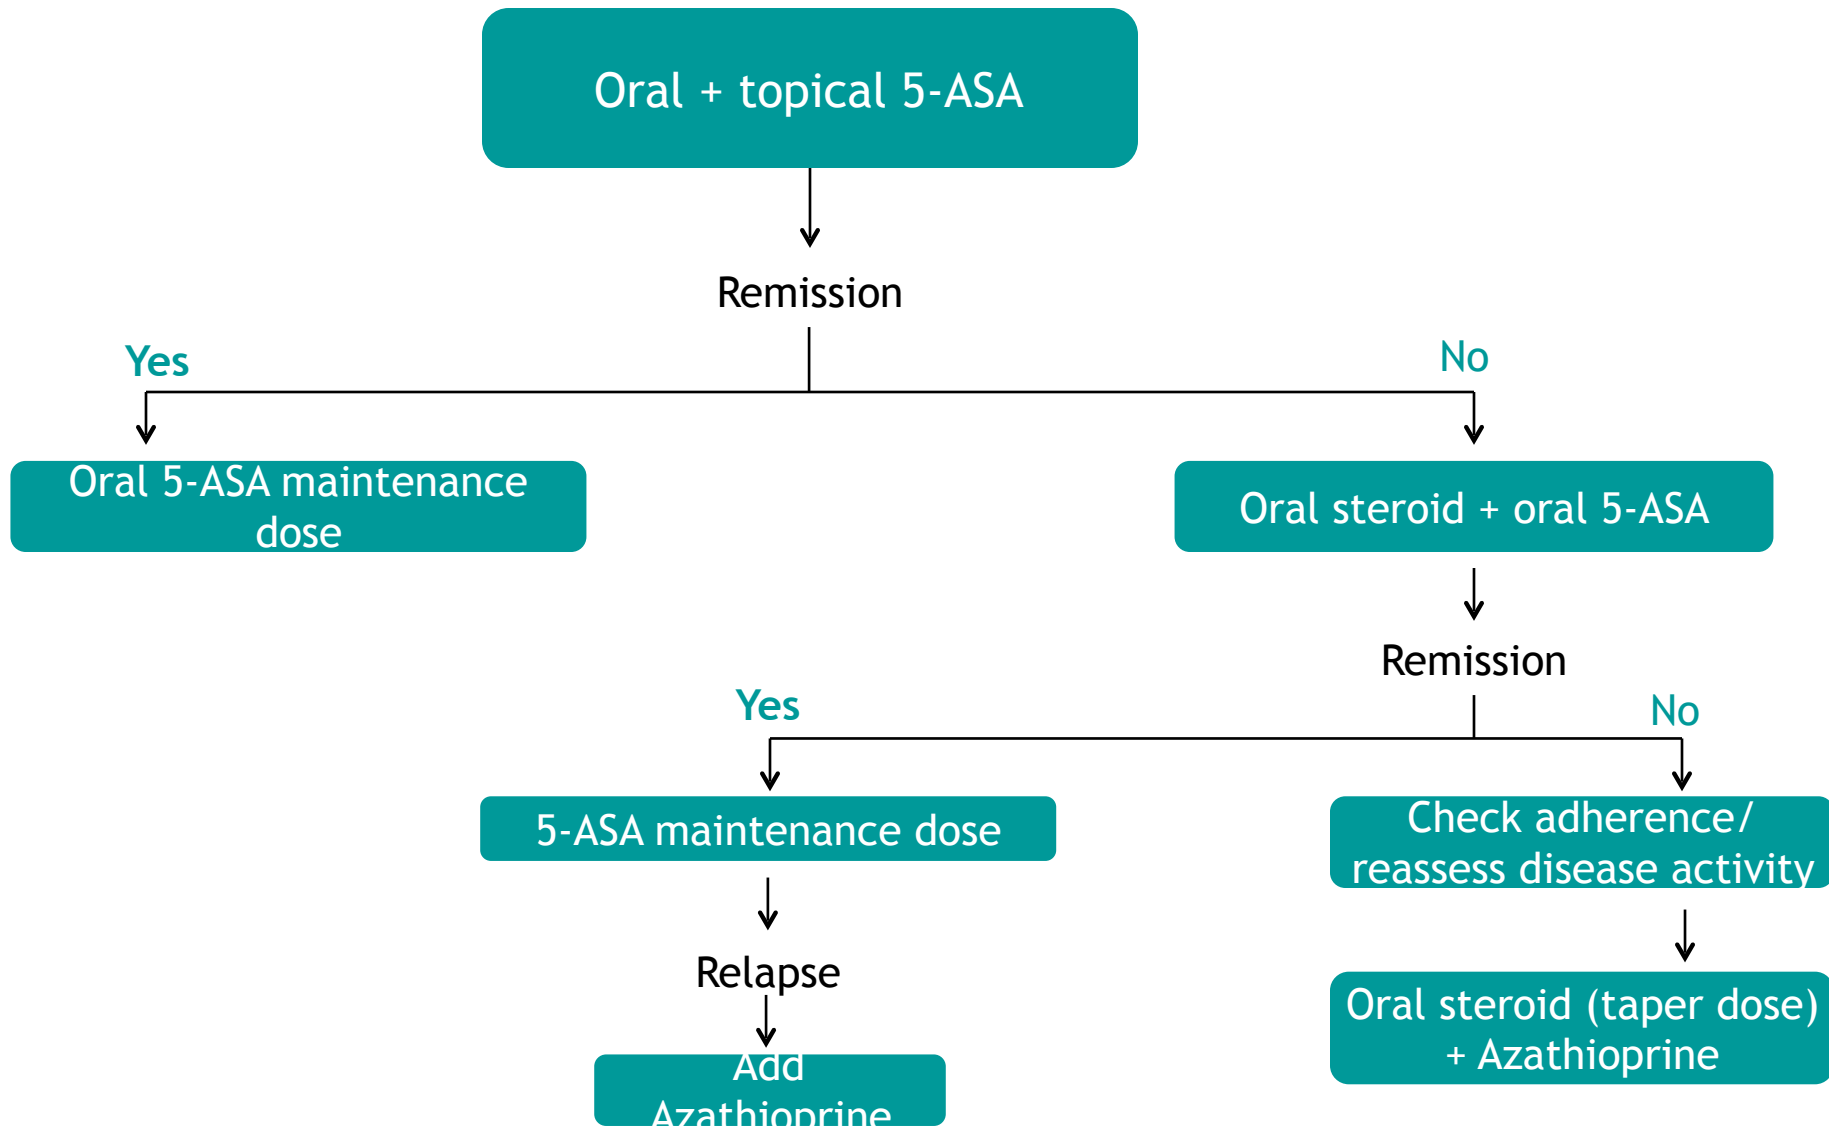 Oral + topical 5-ASA
Remission
Yes
No
Oral 5-ASA maintenance
dose
Oral steroid + oral 5-ASA
Remission
Yes
No
5-ASA maintenance dose
Check adherence/
reassess disease activity
Relapse
Oral steroid (taper dose)
+ Azathioprine
Add
Azathioprine